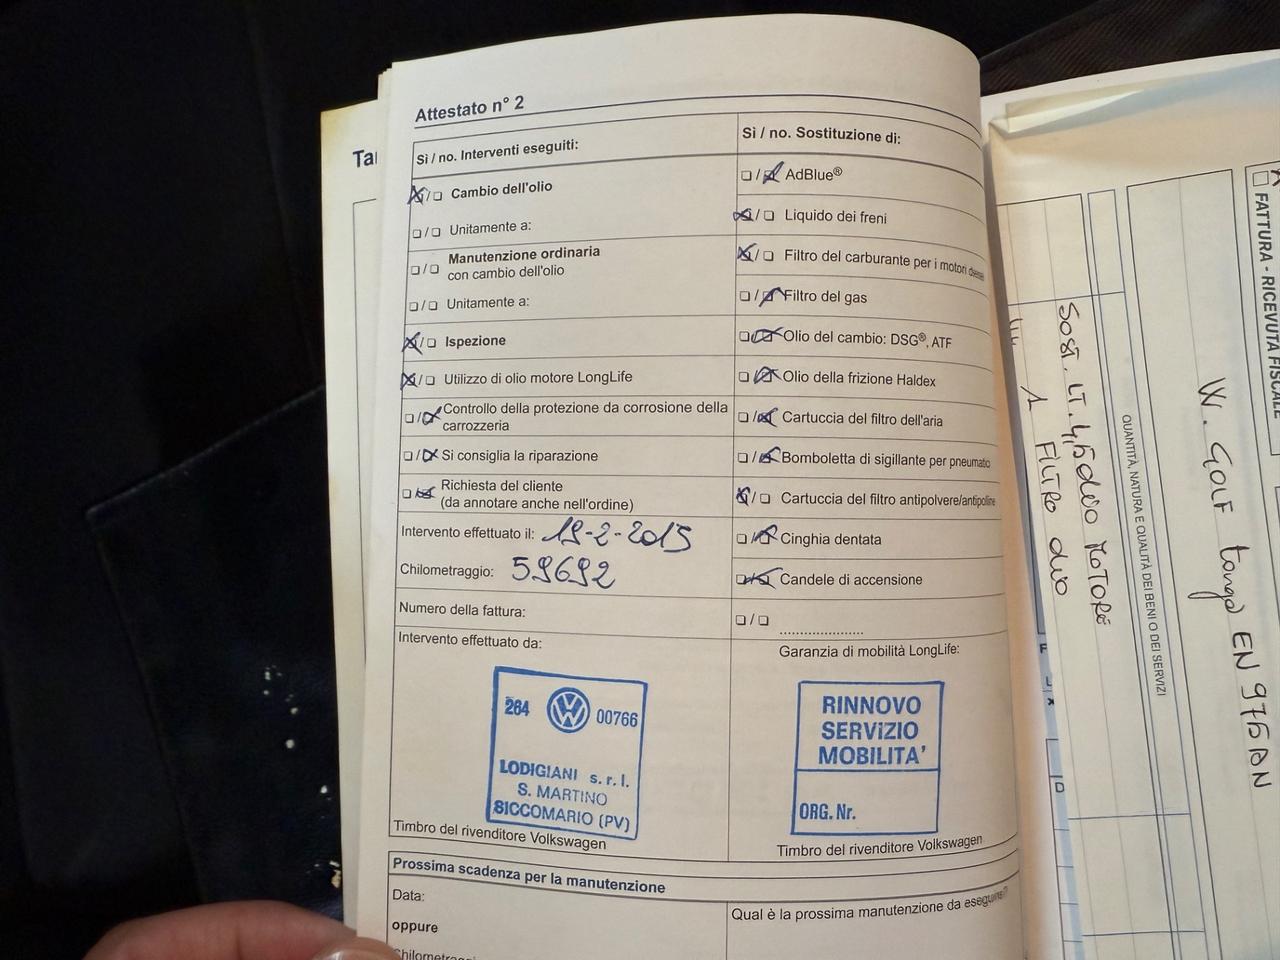 Attestato n° 2
Sì / no. Interventi eseguiti:
☒/☐ Cambio dell'olio
☐/☐ Unitamente a:
☐/☐ Manutenzione ordinaria
con cambio dell'olio
☐/☐ Unitamente a:
☒/☐ Ispezione
☒/☐ Utilizzo di olio motore LongLife
☐/☒ Controllo della protezione da corrosione della
carrozzeria
☐/☒ Si consiglia la riparazione
☐/☒ Richiesta del cliente
(da annotare anche nell'ordine)
Intervento effettuato il: 19-2-2015
Chilometraggio: 59692
Numero della fattura:
Intervento effettuato da:
264 00766
LODIGIANI s. r. l.
S. MARTINO
SICCOMARIO (PV)
Timbro del rivenditore Volkswagen
Sì / no. Sostituzione di:
☐/☒ AdBlue®
☒/☐ Liquido dei freni
☒/☐ Filtro del carburante per i motori diesel
☐/☒ Filtro del gas
☐/☒ Olio del cambio: DSG®, ATF
☐/☒ Olio della frizione Haldex
☐/☒ Cartuccia del filtro dell'aria
☐/☒ Bomboletta di sigillante per pneumatici
☒/☐ Cartuccia del filtro antipolvere/antipolline
☐/☒ Cinghia dentata
☐/☒ Candele di accensione
☐/☐ ......................
Garanzia di mobilità LongLife:
RINNOVO
SERVIZIO
MOBILITA'
ORG. Nr.
Timbro del rivenditore Volkswagen
Prossima scadenza per la manutenzione
Data:
oppure
Qual è la prossima manutenzione da eseguire?
FATTURA - RICEVUTA FISCALE
W. GOLF targa EN 975 DN
QUANTITÀ, NATURA E QUALITÀ DEI BENI O DEI SERVIZI
SOST. LT. 4,5 olio MOTORE
1 FILTRO olio